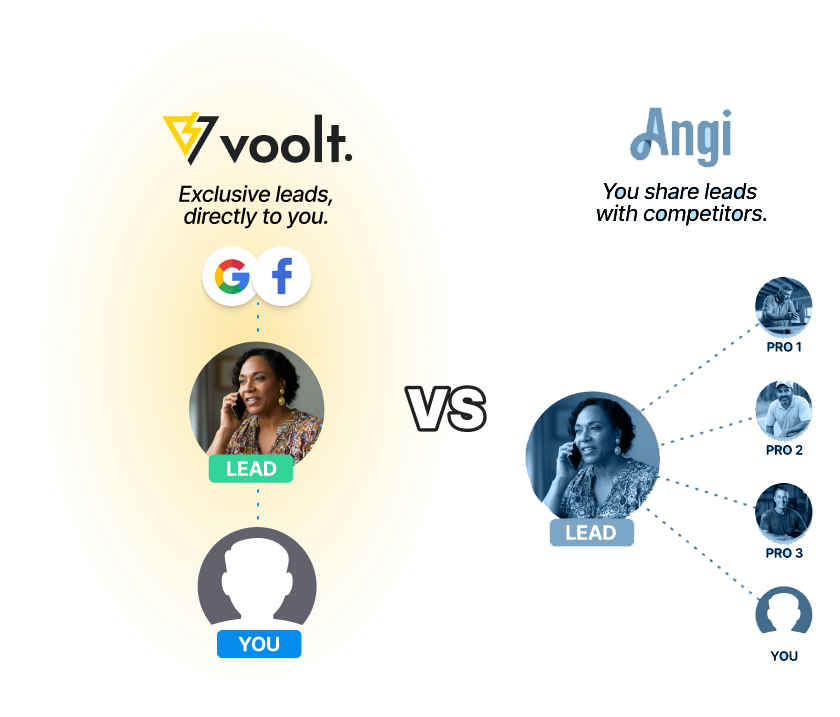 voolt.
Exclusive leads,
directly to you.
G f
LEAD
YOU
VS
Angi
You share leads
with competitors.
LEAD
PRO 1
PRO 2
PRO 3
YOU